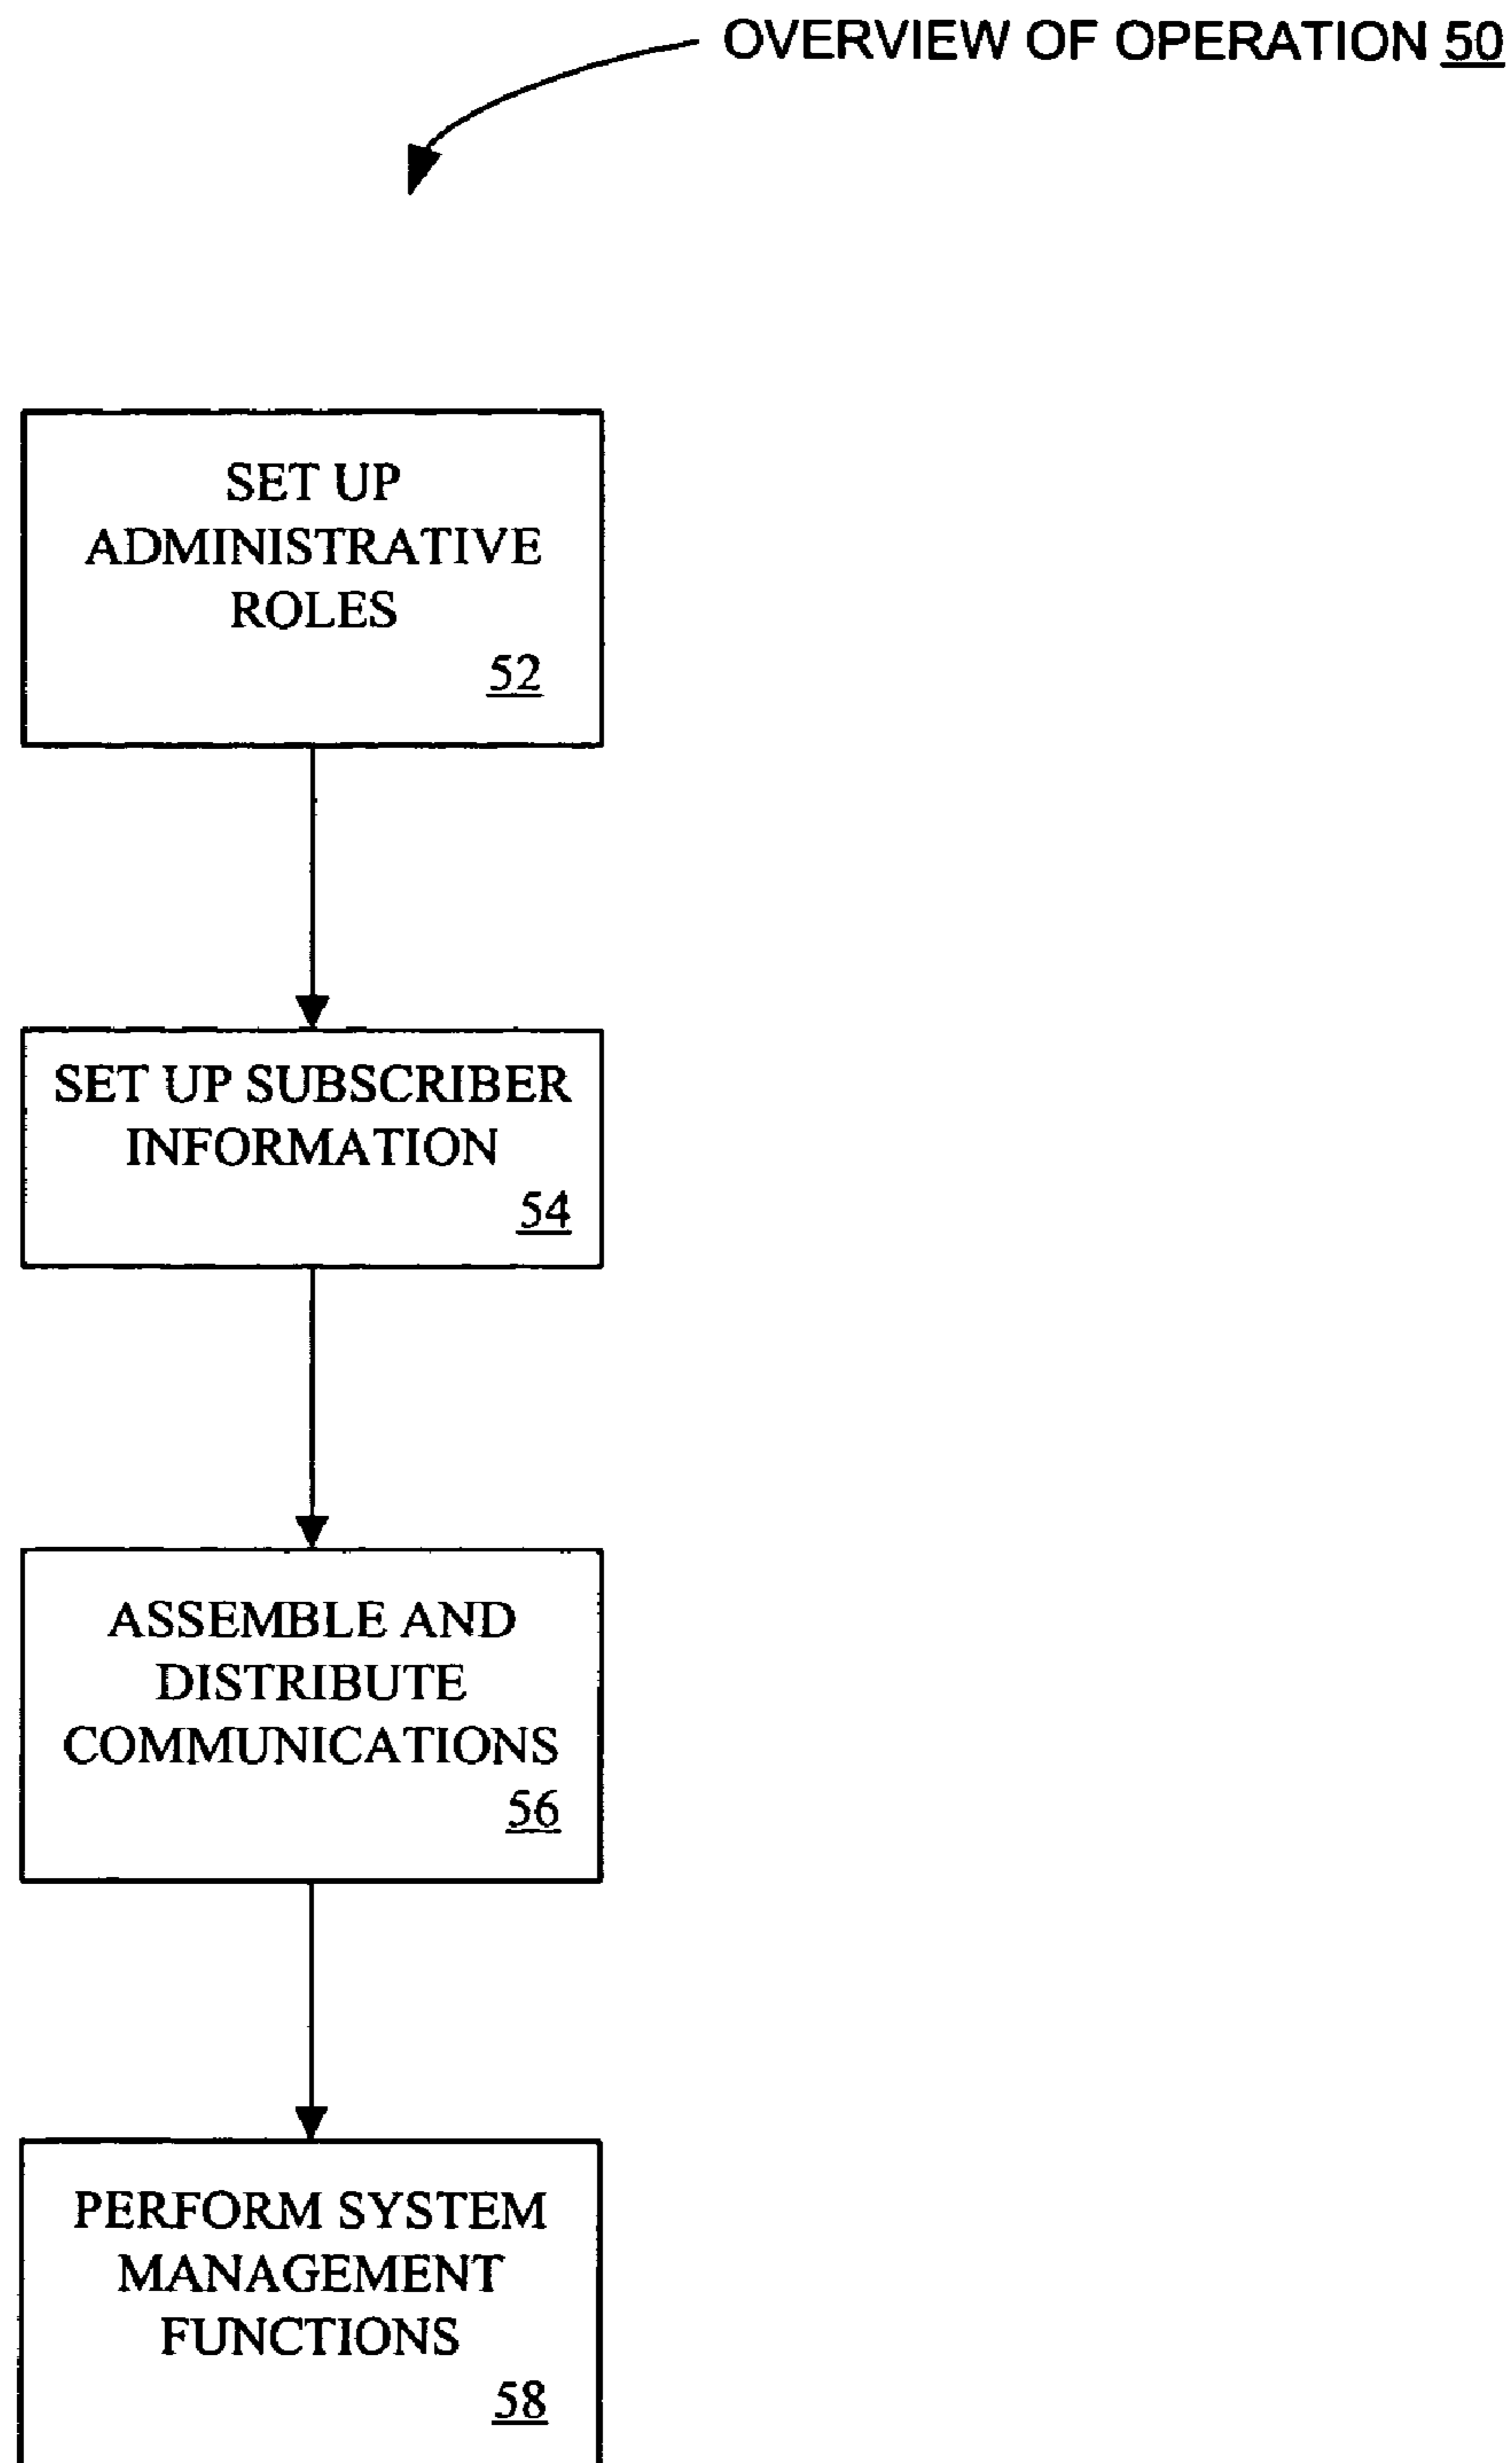 OVERVIEW OF OPERATION 50
SET UP
ADMINISTRATIVE
ROLES
52
SET UP SUBSCRIBER
INFORMATION
54
ASSEMBLE AND
DISTRIBUTE
COMMUNICATIONS
56
PERFORM SYSTEM
MANAGEMENT
FUNCTIONS
58